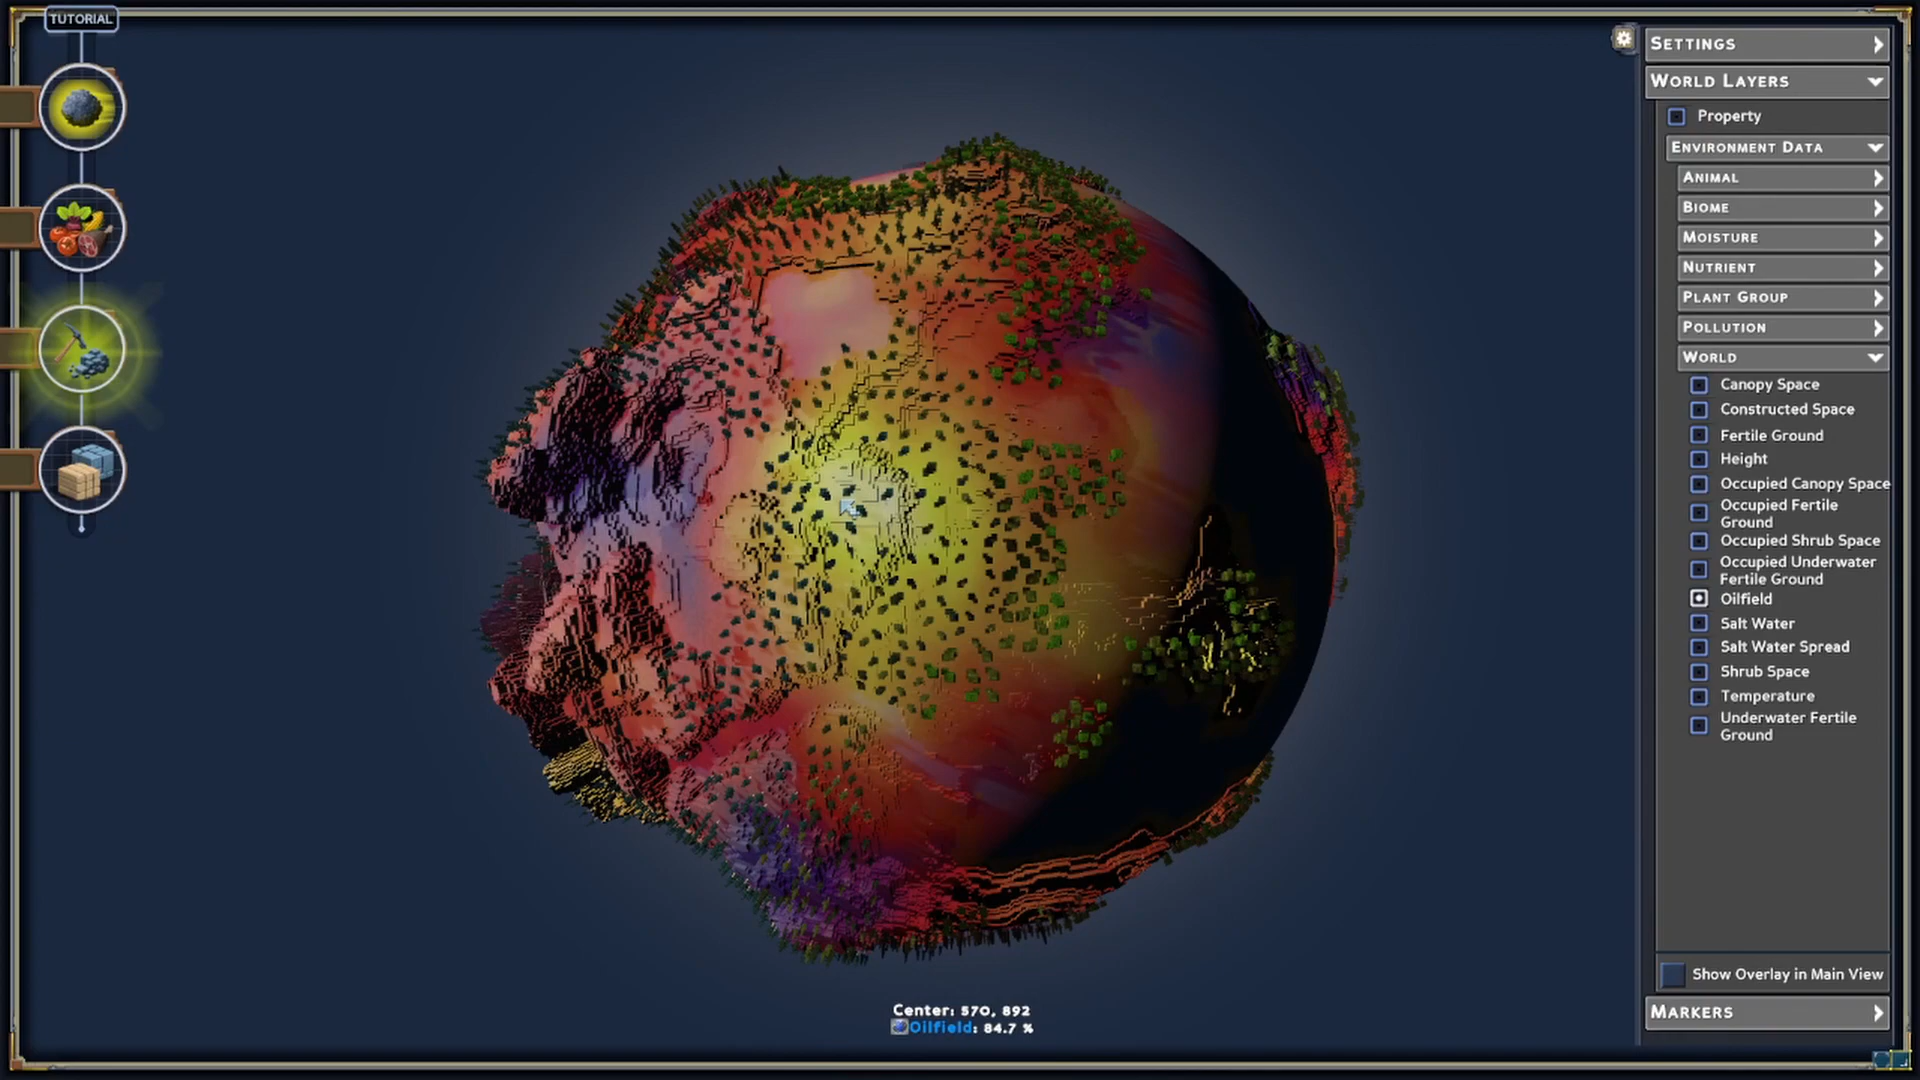 TUTORIAL
SETTINGS
WORLD LAYERS
Property
ENVIRONMENT DATA
ANIMAL
BIOME
MOISTURE
NUTRIENT
PLANT GROUP
POLLUTION
WORLD
Canopy Space
Constructed Space
Fertile Ground
Height
Occupied Canopy Space
Occupied Fertile
Ground
Occupied Shrub Space
Occupied Underwater
Fertile Ground
Oilfield
Salt Water
Salt Water Spread
Shrub Space
Temperature
Underwater Fertile
Ground
Show Overlay in Main View
MARKERS
Center: 570, 892
Oilfield: 84.7 %